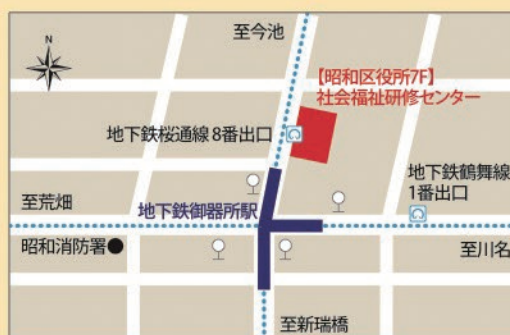 至今池
N
【昭和区役所7F】
社会福祉研修センター
地下鉄桜通線 8番出口
地下鉄鶴舞線
1番出口
至荒畑
地下鉄御器所駅
昭和消防署
至川名
至新瑞橋